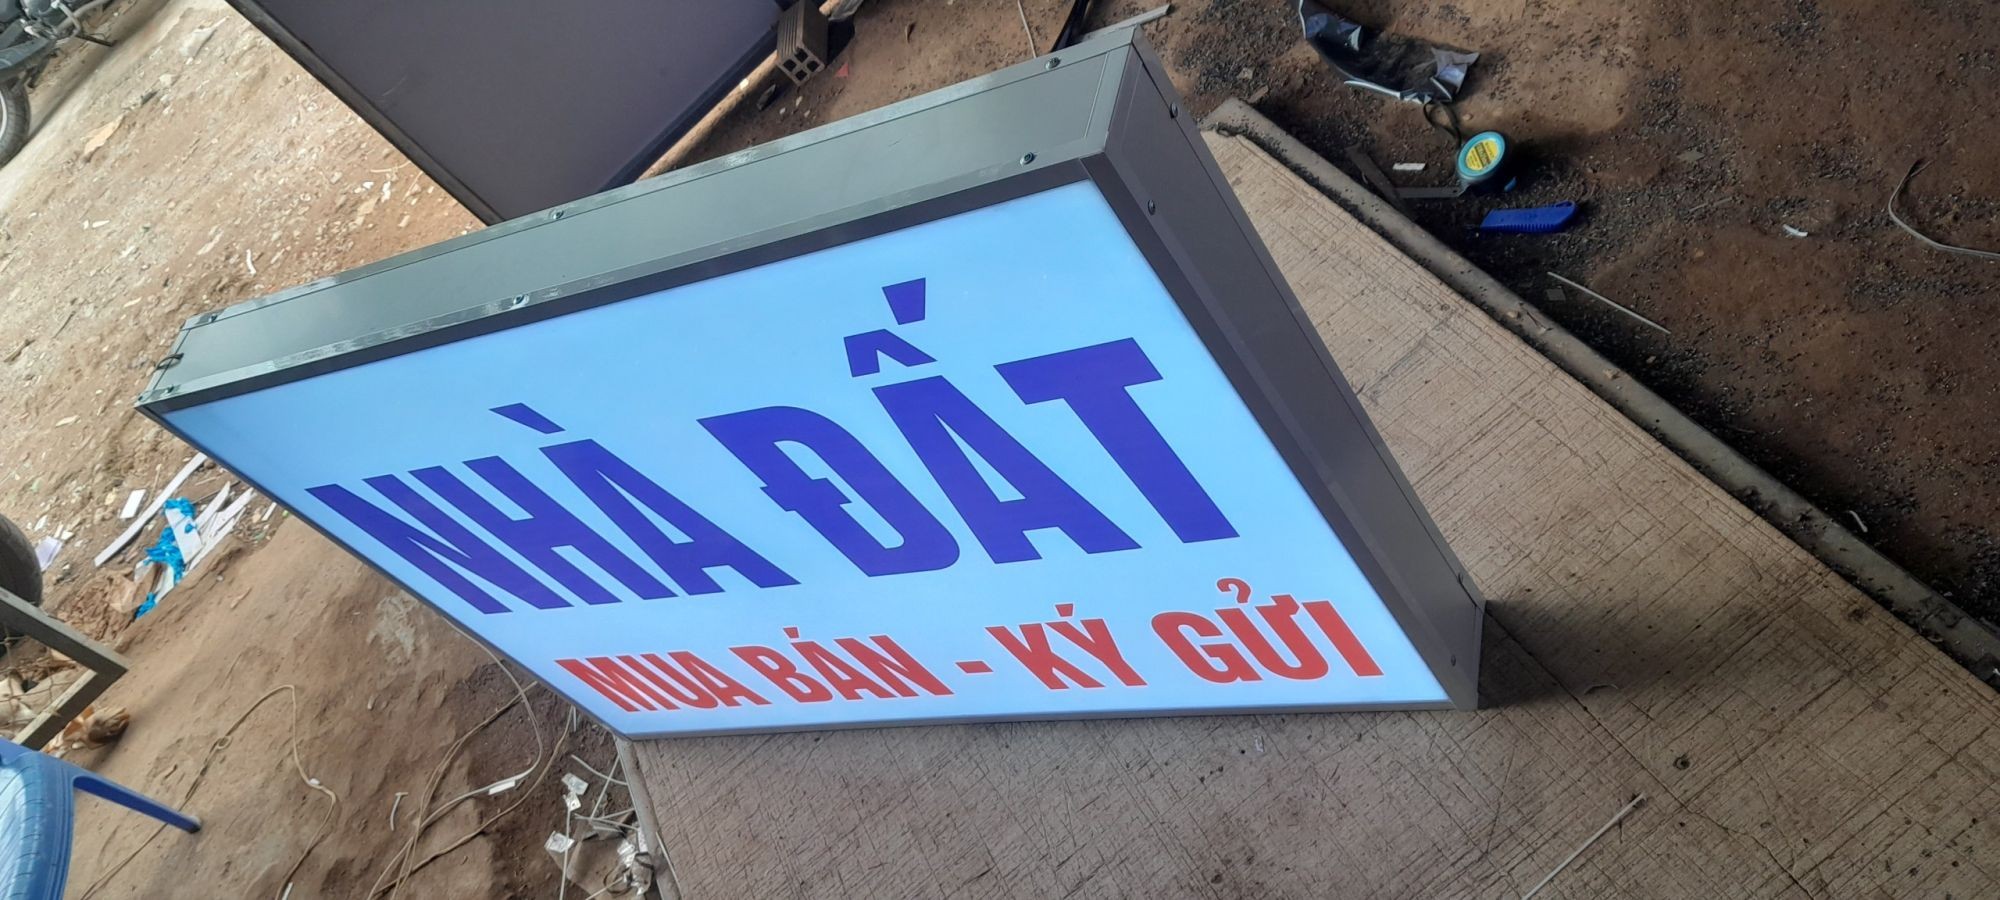 NHÀ ĐẤT
MUA BÁN - KÝ GỬI